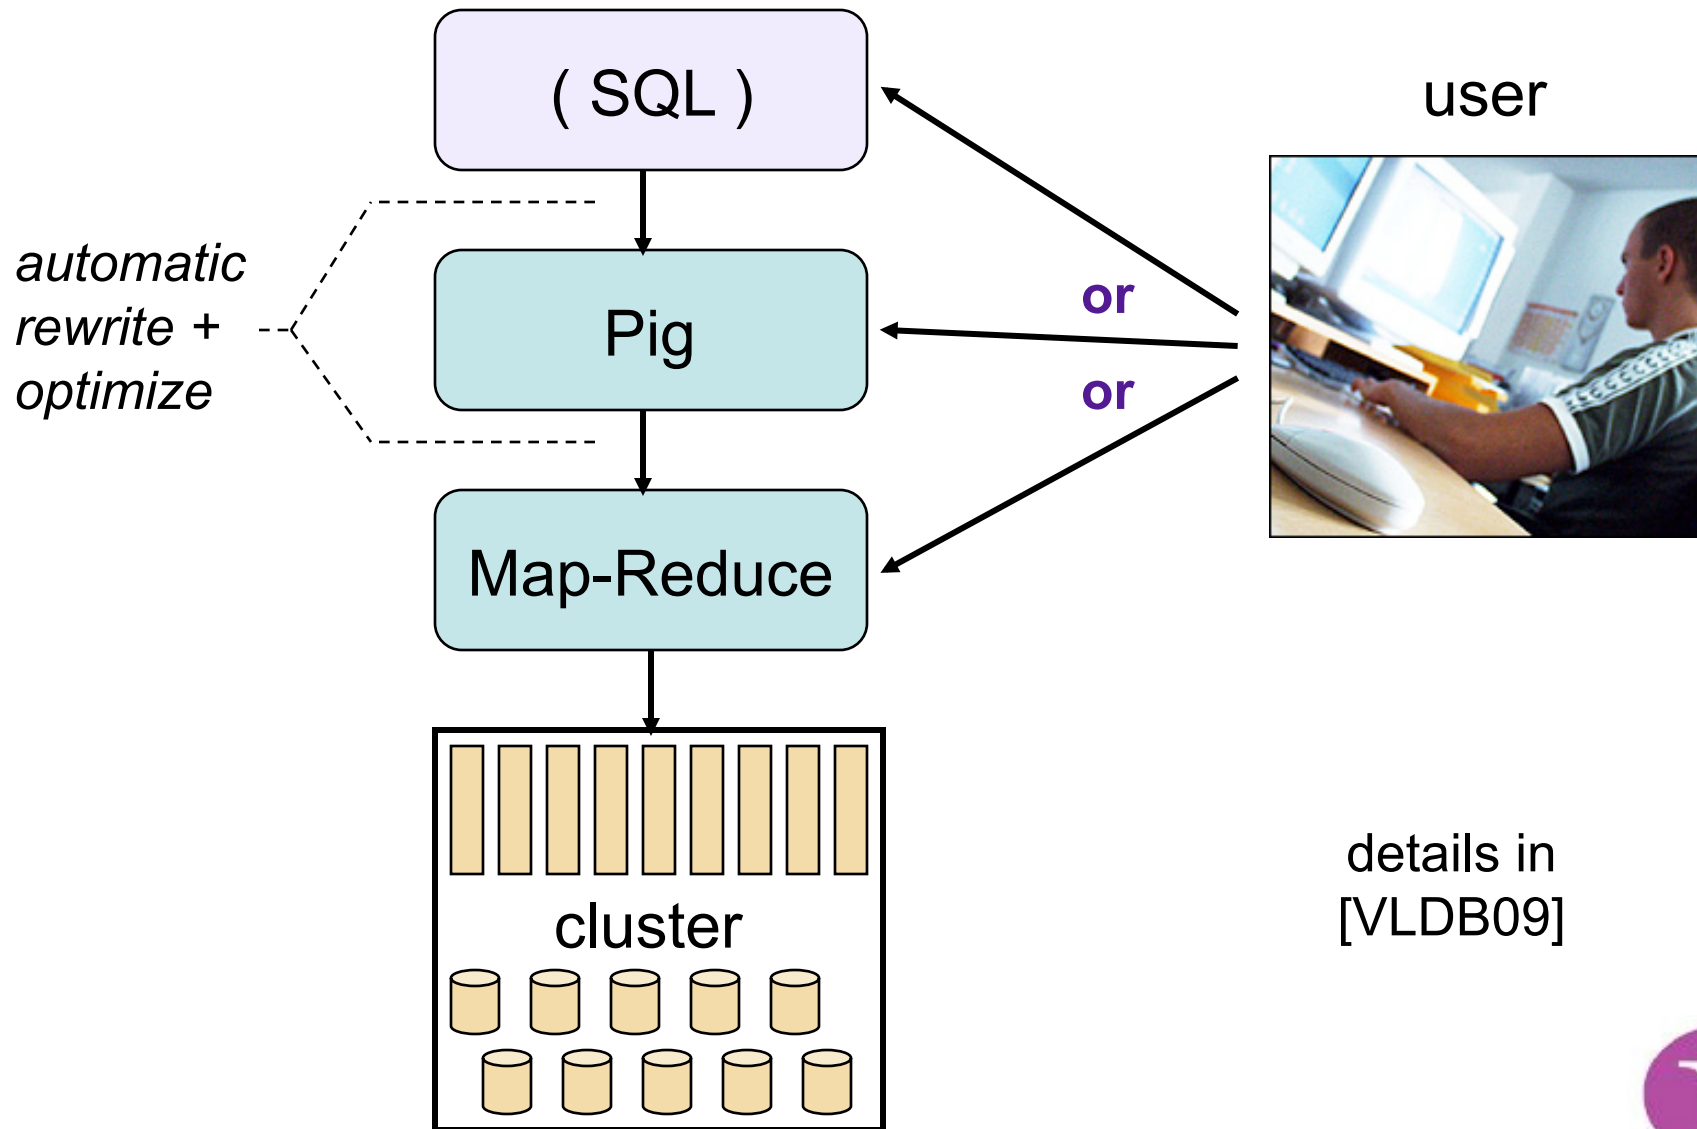 ( SQL )
user
automatic
rewrite +
optimize
Pig
or
or
Map-Reduce
cluster
details in
[VLDB09]